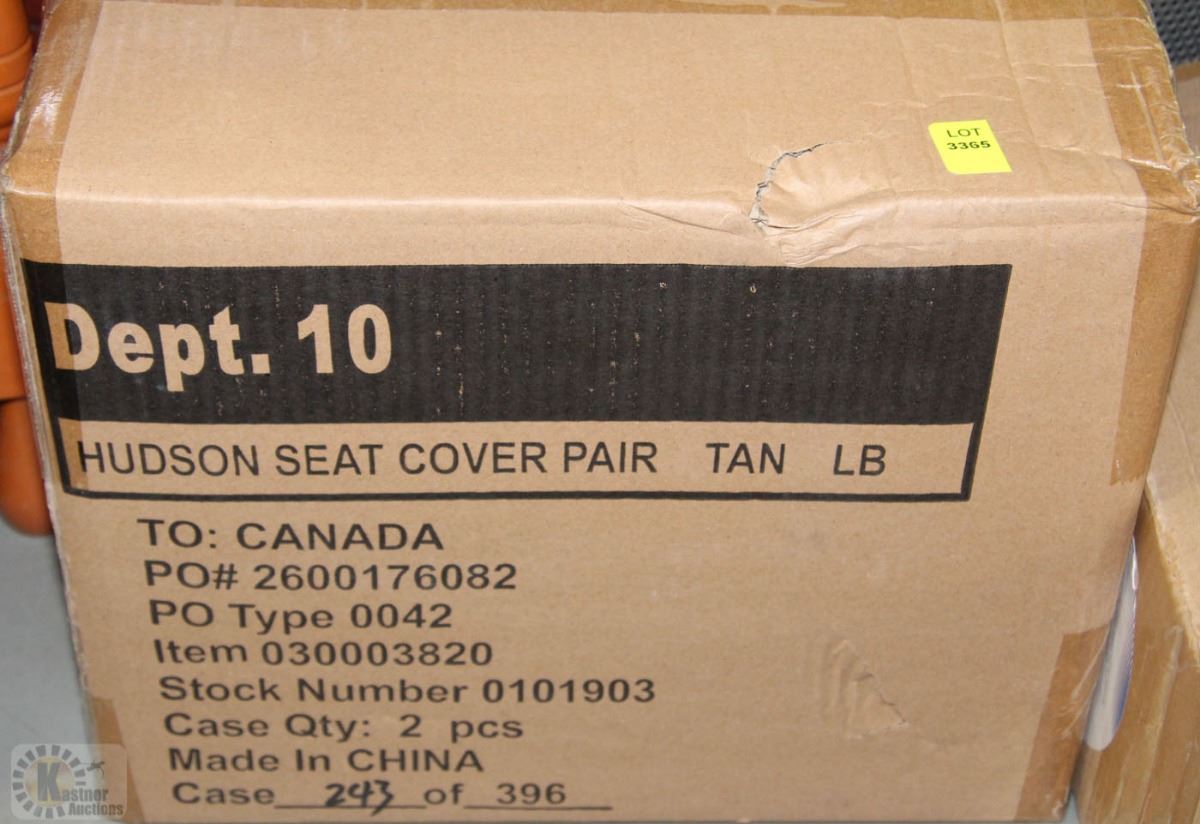 LOT
3365
Dept. 10
HUDSON SEAT COVER PAIR TAN LB
TO: CANADA
PO# 2600176082
PO Type 0042
Item 030003820
Stock Number 0101903
Case Qty: 2 pcs
Made In CHINA
Case 243 of 396
Kastner
Auctions